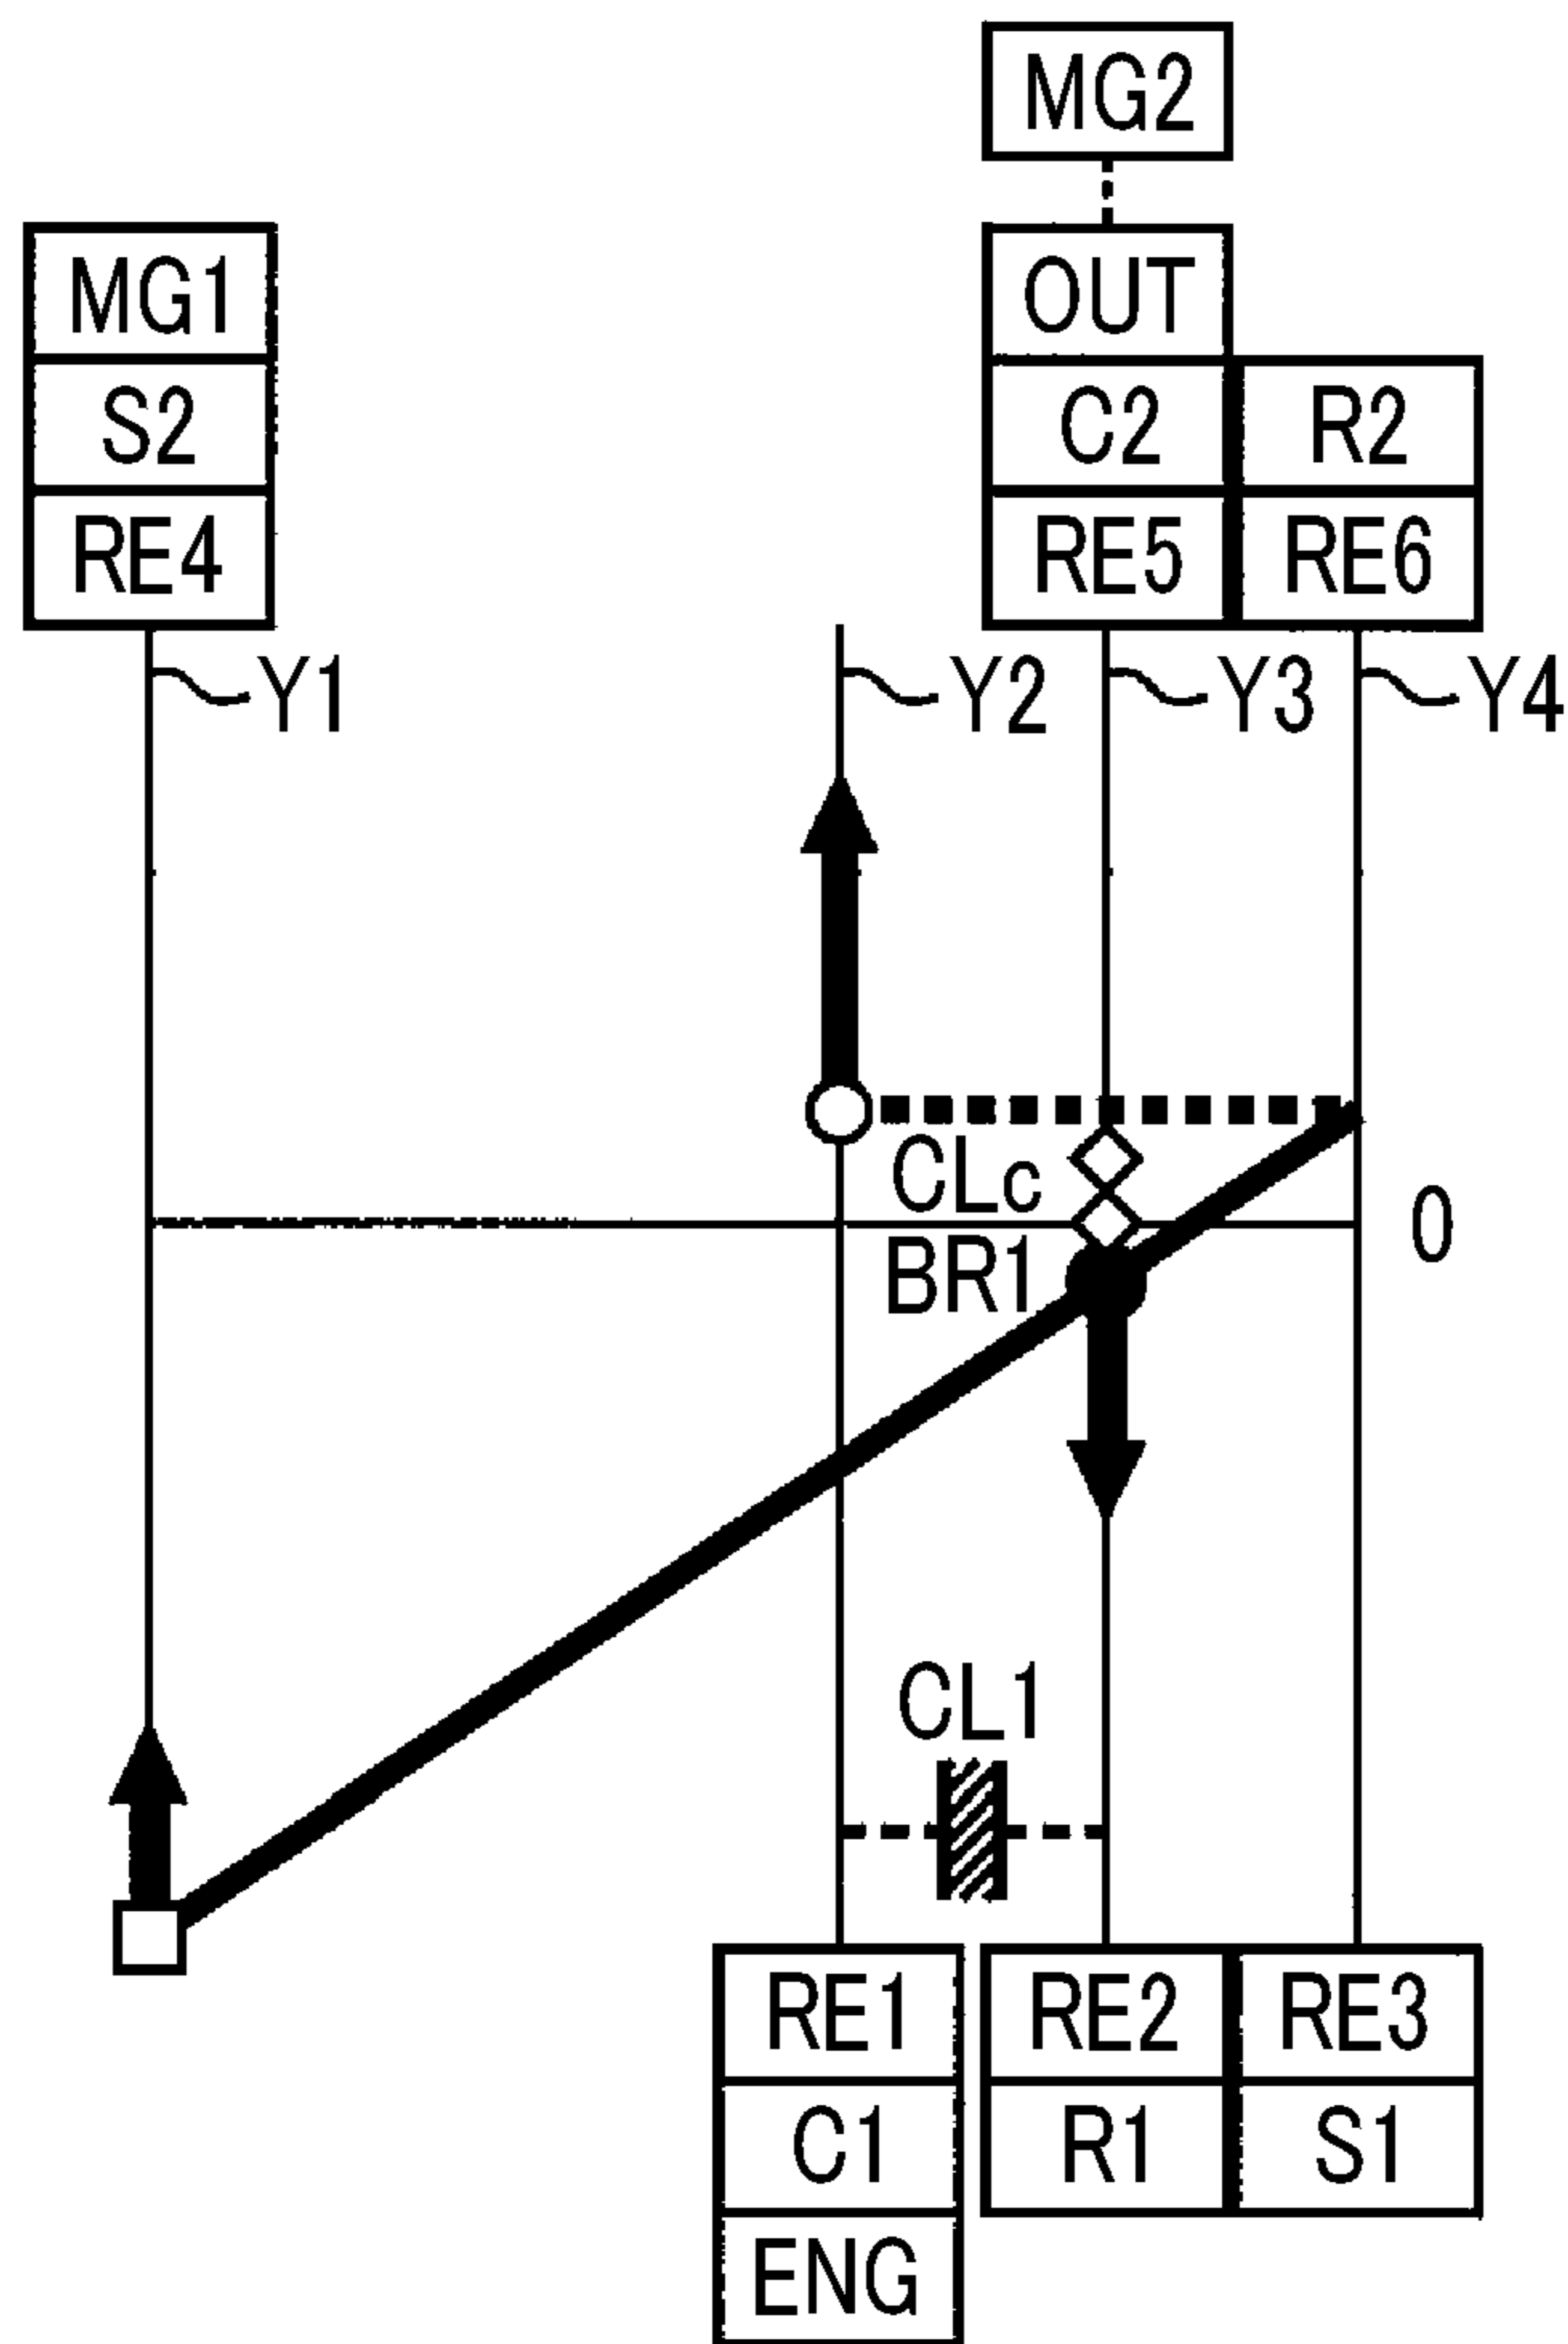 MG2
MG1
OUT
S2
C2
R2
RE4
RE5
RE6
Y1
Y2
Y3
Y4
CLc
0
BR1
CL1
RE1
RE2
RE3
C1
R1
S1
ENG